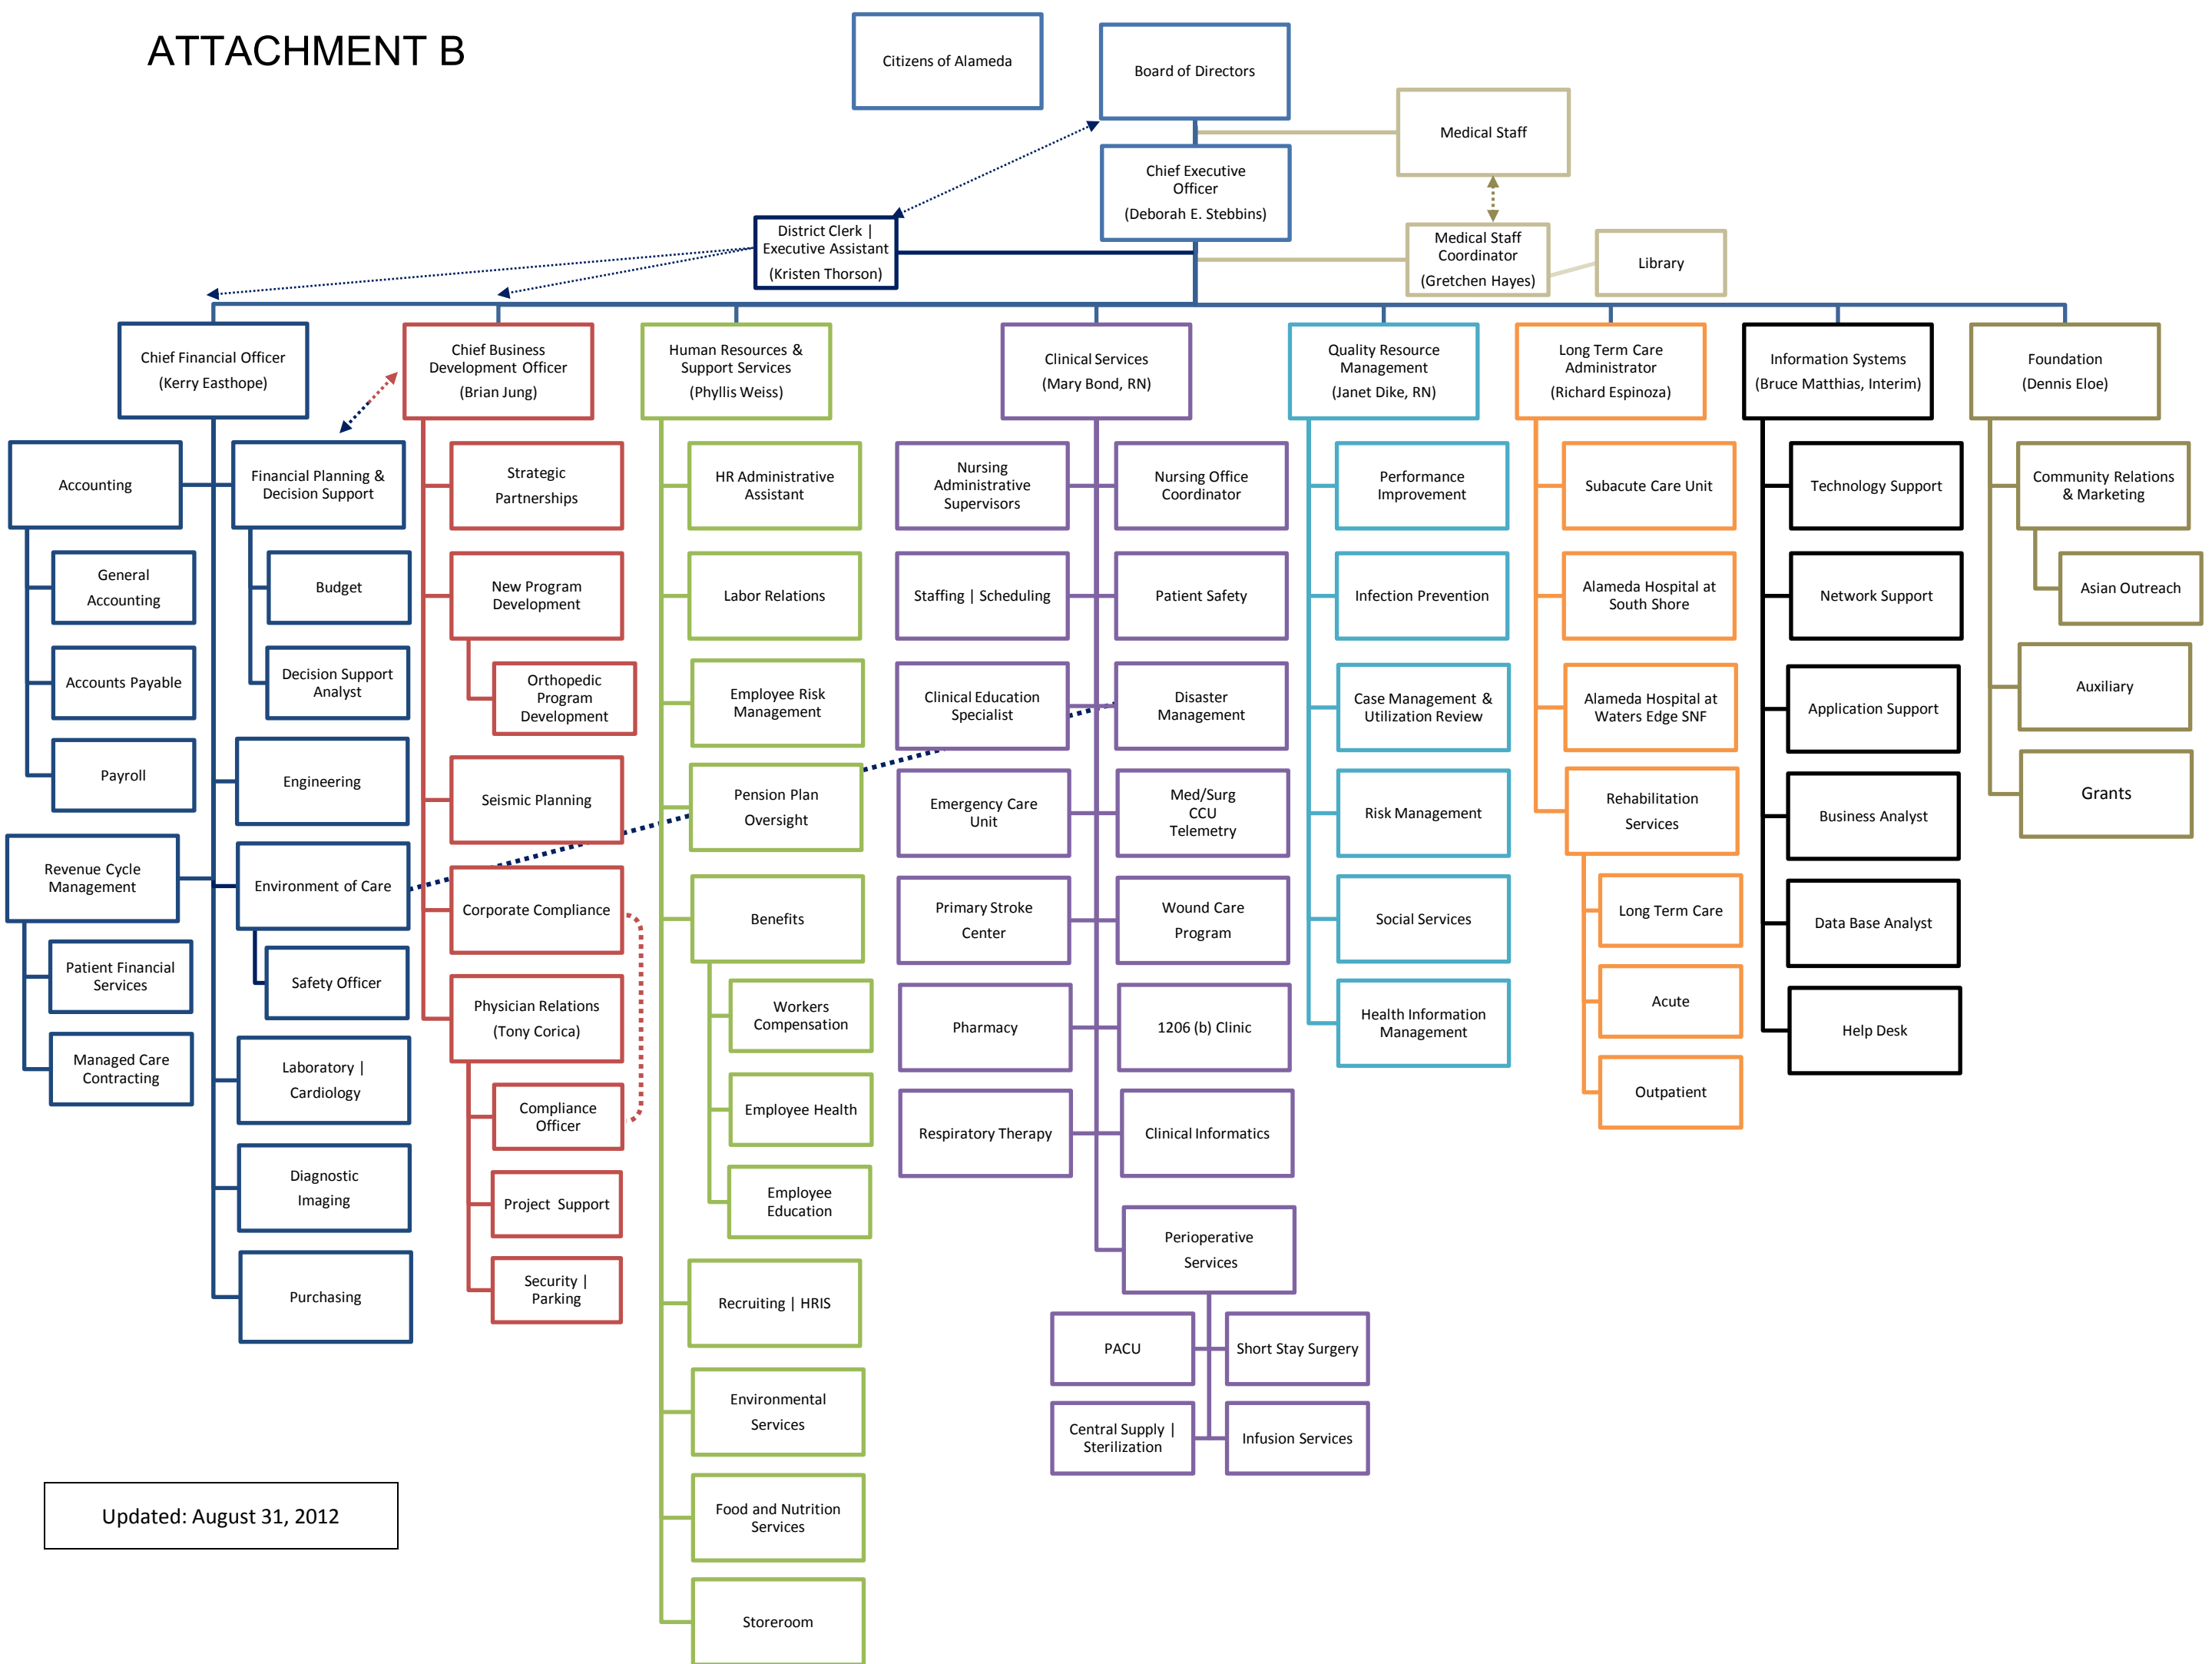 ATTACHMENT B
Citizens of Alameda
Board of Directors
Medical Staff
Chief Executive
Officer
(Deborah E. Stebbins)
District Clerk |
Executive Assistant
(Kristen Thorson)
Medical Staff
Coordinator
(Gretchen Hayes)
Library
Chief Financial Officer
(Kerry Easthope)
Chief Business
Development Officer
(Brian Jung)
Human Resources &
Support Services
(Phyllis Weiss)
Clinical Services
(Mary Bond, RN)
Quality Resource
Management
(Janet Dike, RN)
Long Term Care
Administrator
(Richard Espinoza)
Information Systems
(Bruce Matthias, Interim)
Foundation
(Dennis Eloe)
Accounting
General
Accounting
Accounts Payable
Payroll
Revenue Cycle
Management
Patient Financial
Services
Managed Care
Contracting
Financial Planning &
Decision Support
Budget
Decision Support
Analyst
Engineering
Environment of Care
Safety Officer
Laboratory |
Cardiology
Diagnostic
Imaging
Purchasing
Strategic
Partnerships
New Program
Development
Orthopedic
Program
Development
Seismic Planning
Corporate Compliance
Physician Relations
(Tony Corica)
Compliance
Officer
Project Support
Security |
Parking
HR Administrative
Assistant
Labor Relations
Employee Risk
Management
Pension Plan
Oversight
Benefits
Workers
Compensation
Employee Health
Employee
Education
Recruiting | HRIS
Environmental
Services
Food and Nutrition
Services
Storeroom
Nursing
Administrative
Supervisors
Nursing Office
Coordinator
Staffing | Scheduling
Patient Safety
Clinical Education
Specialist
Disaster
Management
Emergency Care
Unit
Med/Surg
CCU
Telemetry
Primary Stroke
Center
Wound Care
Program
Pharmacy
1206 (b) Clinic
Respiratory Therapy
Clinical Informatics
Perioperative
Services
PACU
Short Stay Surgery
Central Supply |
Sterilization
Infusion Services
Performance
Improvement
Infection Prevention
Case Management &
Utilization Review
Risk Management
Social Services
Health Information
Management
Subacute Care Unit
Alameda Hospital at
South Shore
Alameda Hospital at
Waters Edge SNF
Rehabilitation
Services
Long Term Care
Acute
Outpatient
Technology Support
Network Support
Application Support
Business Analyst
Data Base Analyst
Help Desk
Community Relations
& Marketing
Asian Outreach
Auxiliary
Grants
Updated: August 31, 2012